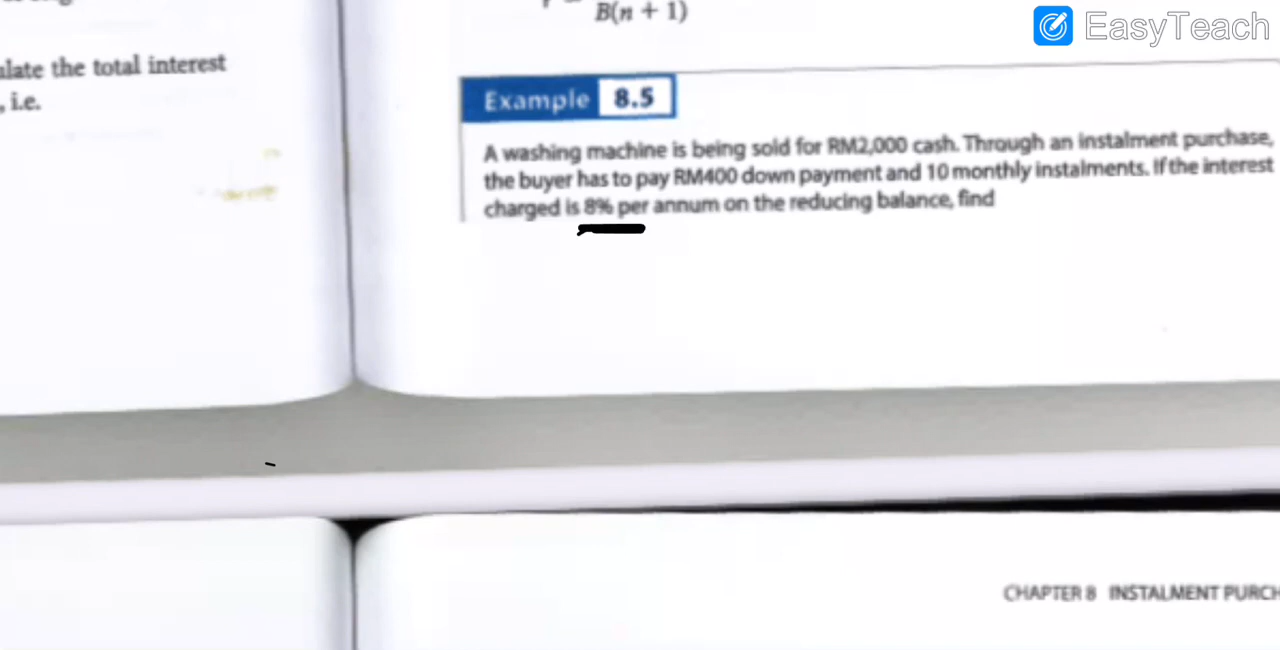 B(n + 1)
EasyTeach
the total interest
, i.e.
Example 8.5
A washing machine is being sold for RM2,000 cash. Through an instalment purchase,
the buyer has to pay RM400 down payment and 10 monthly instalments. If the interest
charged is 8% per annum on the reducing balance, find
CHAPTER 8 INSTALMENT